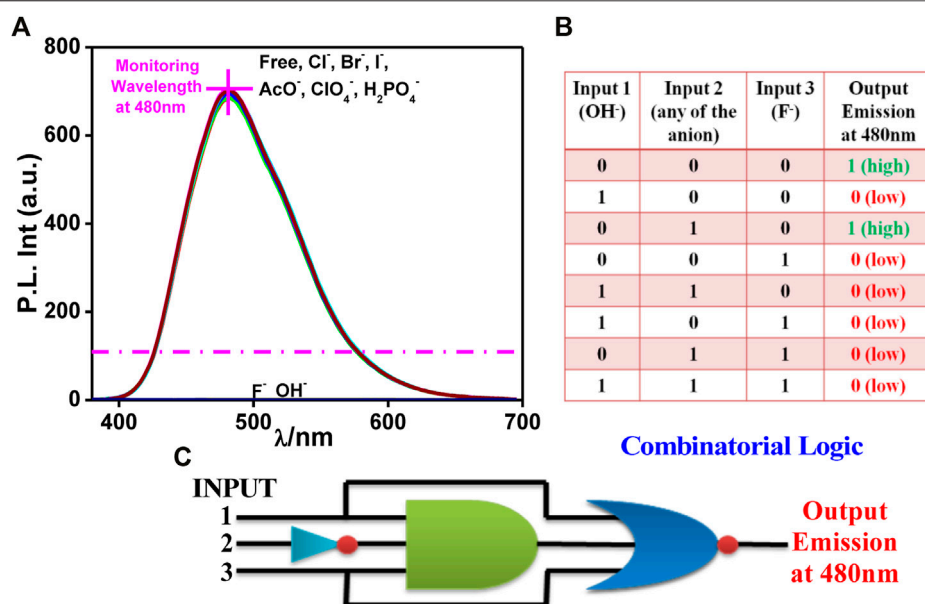 A
800
600
400
200
0
P.L. Int (a.u.)
Monitoring
Wavelength
at 480nm
Free, Cl⁻, Br⁻, I⁻,
AcO⁻, ClO₄⁻, H₂PO₄⁻
F⁻ OH⁻
400 500 600 700
λ/nm
B
Input 1 (OH⁻) Input 2 (any of the anion) Input 3 (F⁻) Output Emission at 480nm
0 0 0 1 (high)
1 0 0 0 (low)
0 1 0 1 (high)
0 0 1 0 (low)
1 1 0 0 (low)
1 0 1 0 (low)
0 1 1 0 (low)
1 1 1 0 (low)
Combinatorial Logic
C
INPUT
1
2
3
Output
Emission
at 480nm